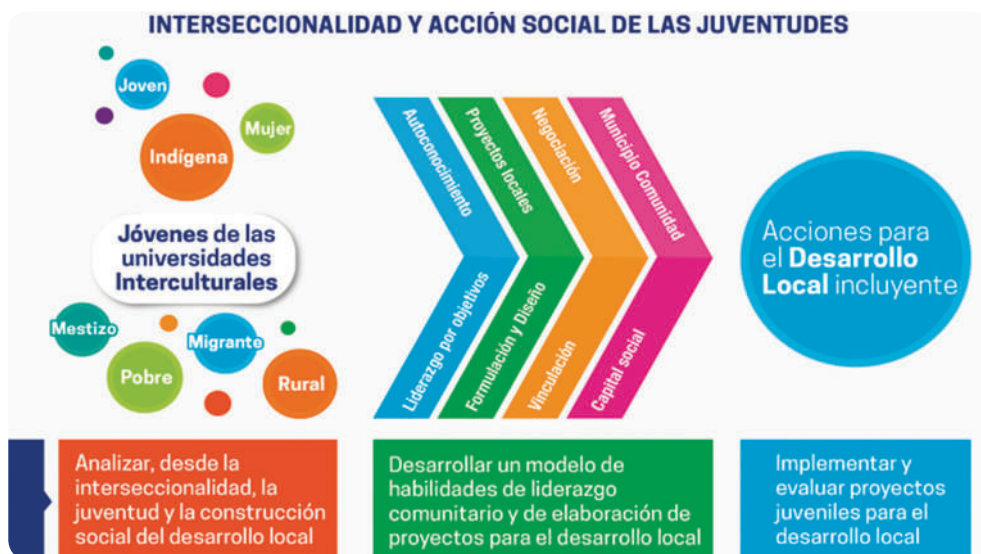 INTERSECCIONALIDAD Y ACCIÓN SOCIAL DE LAS JUVENTUDES
Joven
Mujer
Indígena
Jóvenes de las
universidades
Interculturales
Mestizo
Migrante
Pobre
Rural
Autoconocimiento
Proyectos locales
Negociación
Municipio Comunidad
Liderazgo por objetivos
Formulación y Diseño
Vinculación
Capital social
Acciones para
el Desarrollo
Local incluyente
Analizar, desde la
interseccionalidad, la
juventud y la construcción
social del desarrollo local
Desarrollar un modelo de
habilidades de liderazgo
comunitario y de elaboración de
proyectos para el desarrollo local
Implementar y
evaluar proyectos
juveniles para el
desarrollo local